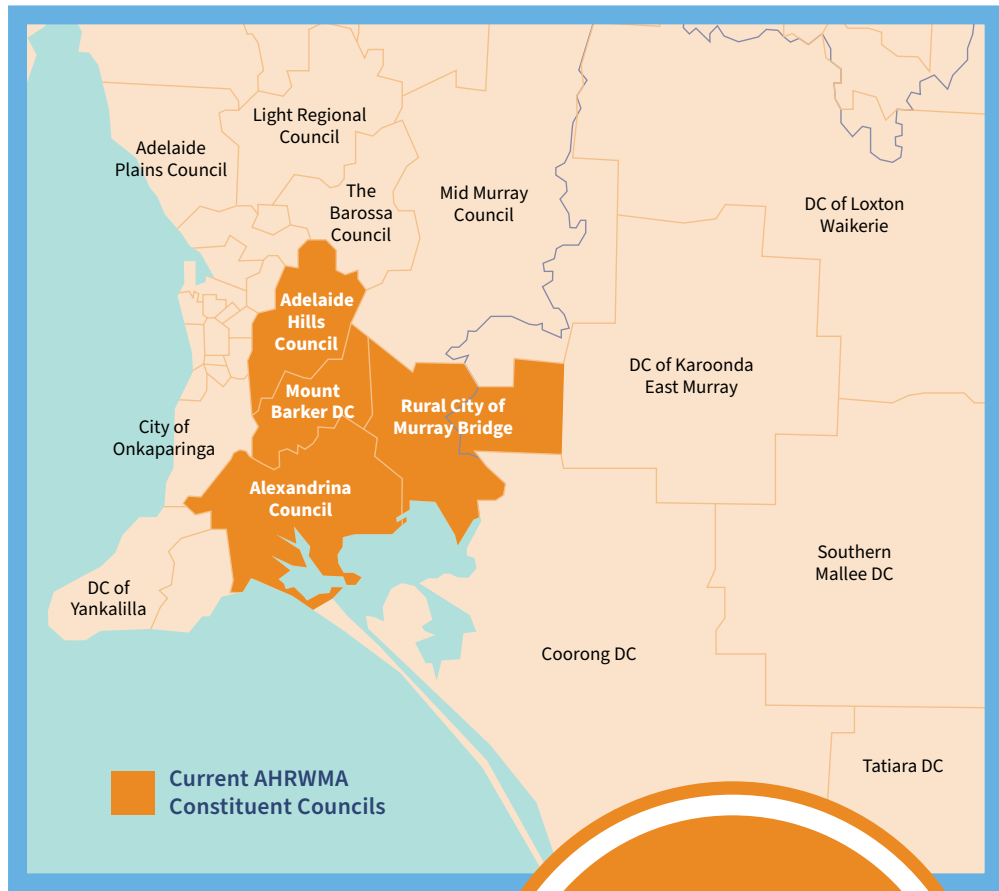 Light Regional
Council
Adelaide
Plains Council
The
Barossa
Council
Mid Murray
Council
DC of Loxton
Waikerie
Adelaide
Hills
Council
Mount
Barker DC
Rural City of
Murray Bridge
DC of Karoonda
East Murray
City of
Onkaparinga
Alexandrina
Council
DC of
Yankalilla
Southern
Mallee DC
Coorong DC
Tatiara DC
Current AHRWMA
Constituent Councils